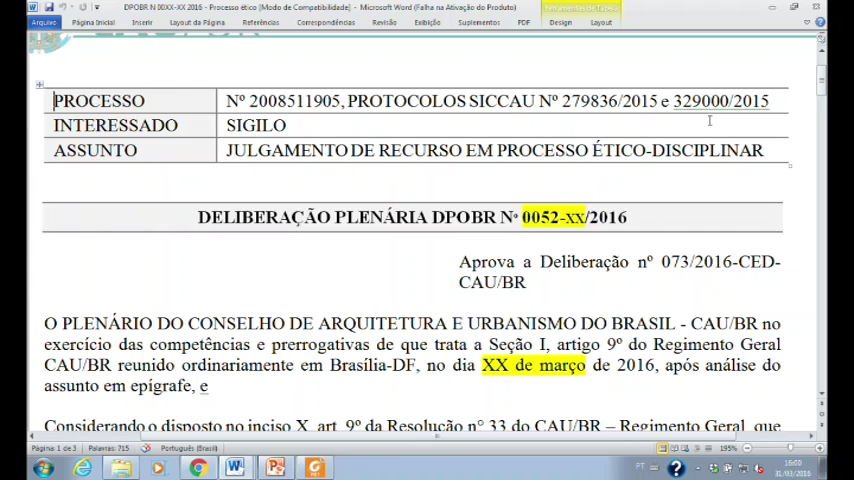 DPOBR N 00XX-XX 2015 - Processo ético [Modo de Compatibilidade] - Microsoft Word (Falha na Ativação do Produto)
Arquivo Página Inicial Inserir Layout da Página Referências Correspondências Revisão Exibição Suplementos PDF Design Layout
PROCESSO Nº 2008511905, PROTOCOLOS SICCAU Nº 279836/2015 e 329000/2015
INTERESSADO SIGILO
ASSUNTO JULGAMENTO DE RECURSO EM PROCESSO ÉTICO-DISCIPLINAR
DELIBERAÇÃO PLENÁRIA DPOBR Nº 0052-XX/2016
Aprova a Deliberação nº 073/2016-CED-
CAU/BR
O PLENÁRIO DO CONSELHO DE ARQUITETURA E URBANISMO DO BRASIL - CAU/BR no
exercício das competências e prerrogativas de que trata a Seção I, artigo 9º do Regimento Geral
CAU/BR reunido ordinariamente em Brasília-DF, no dia XX de março de 2016, após análise do
assunto em epígrafe, e
Considerando o disposto no inciso X, art. 9º da Resolução n° 33 do CAU/BR – Regimento Geral, que
Página: 1 de 3 Palavras: 715 Português (Brasil) 195%
PT 16:00
31/03/2016